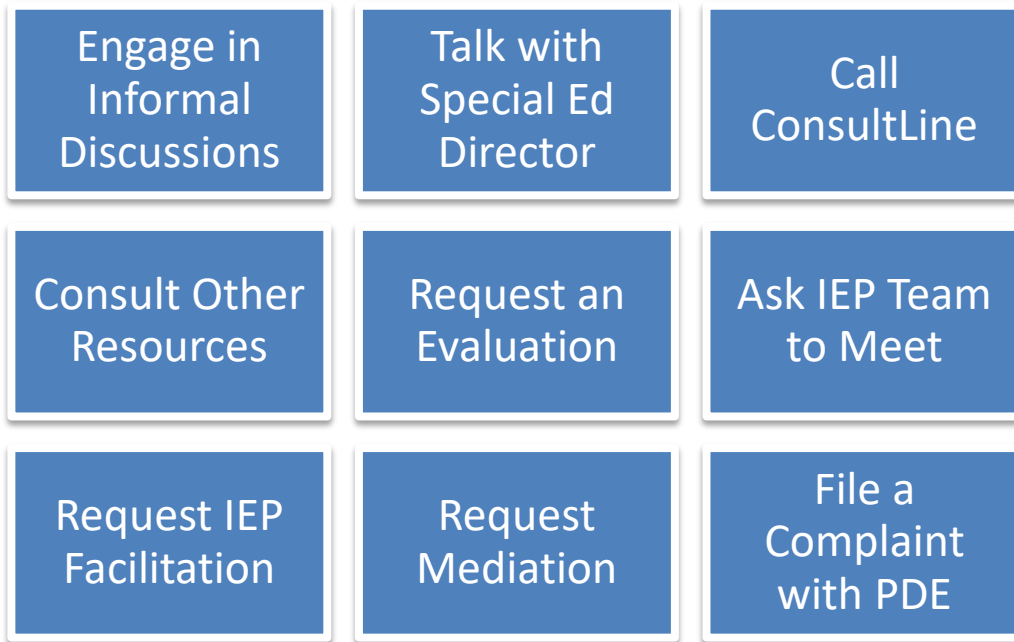 Engage in
Informal
Discussions
Talk with
Special Ed
Director
Call
ConsultLine
Consult Other
Resources
Request an
Evaluation
Ask IEP Team
to Meet
Request IEP
Facilitation
Request
Mediation
File a
Complaint
with PDE